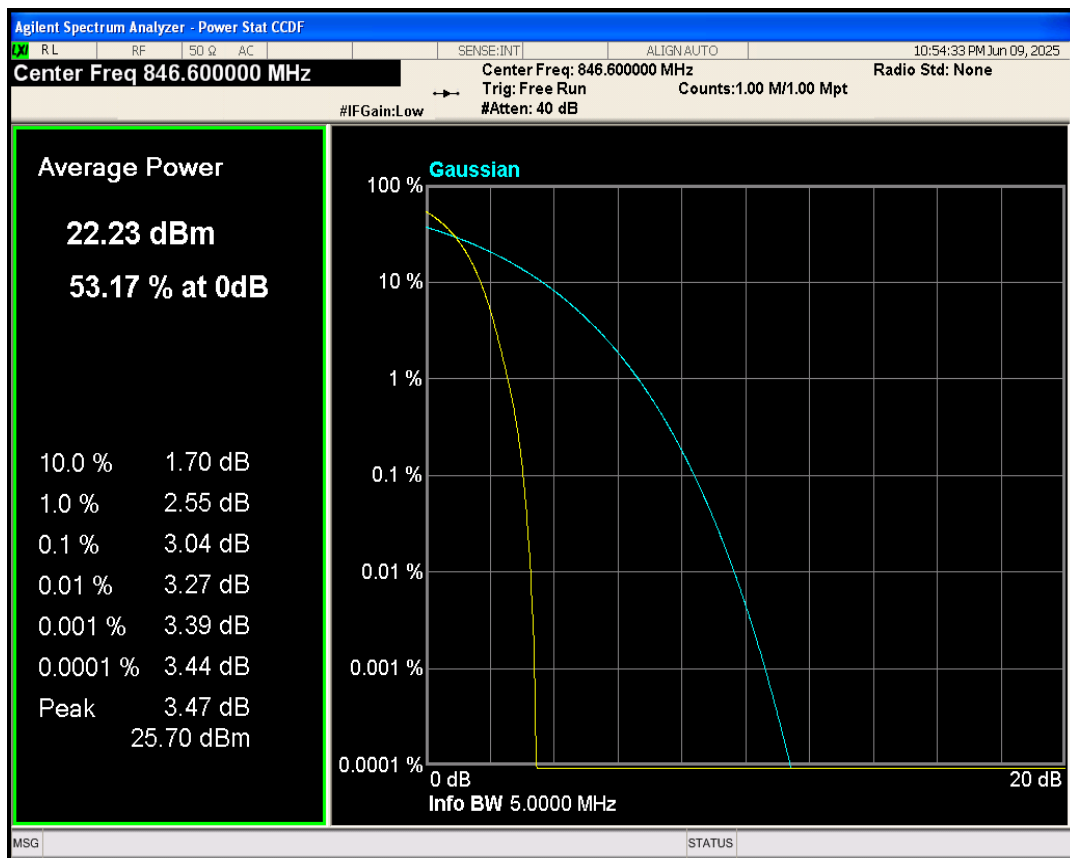 Agilent Spectrum Analyzer - Power Stat CCDF
LXI RL RF 50 Ω AC SENSE:INT ALIGN AUTO 10:54:33 PM Jun 09, 2025
Center Freq 846.600000 MHz
Center Freq: 846.600000 MHz Radio Std: None
Trig: Free Run Counts:1.00 M/1.00 Mpt
#IFGain:Low #Atten: 40 dB
Average Power
22.23 dBm
53.17 % at 0dB
10.0 % 1.70 dB
1.0 % 2.55 dB
0.1 % 3.04 dB
0.01 % 3.27 dB
0.001 % 3.39 dB
0.0001 % 3.44 dB
Peak 3.47 dB
25.70 dBm
Gaussian
100 %
10 %
1 %
0.1 %
0.01 %
0.001 %
0.0001 %
0 dB 20 dB
Info BW 5.0000 MHz
MSG STATUS